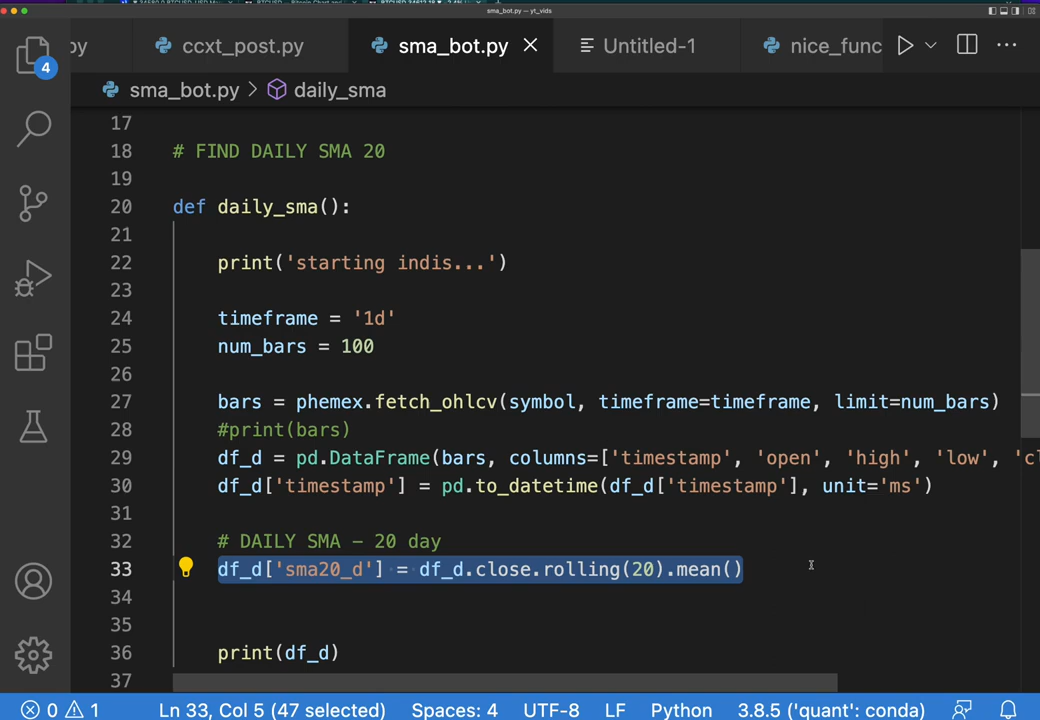 sma_bot.py — yt_vids
py
ccxt_post.py
sma_bot.py
Untitled-1
nice_func
4
sma_bot.py > daily_sma
17
18 # FIND DAILY SMA 20
19
20 def daily_sma():
21
22 print('starting indis...')
23
24 timeframe = '1d'
25 num_bars = 100
26
27 bars = phemex.fetch_ohlcv(symbol, timeframe=timeframe, limit=num_bars)
28 #print(bars)
29 df_d = pd.DataFrame(bars, columns=['timestamp', 'open', 'high', 'low', 'cl
30 df_d['timestamp'] = pd.to_datetime(df_d['timestamp'], unit='ms')
31
32 # DAILY SMA - 20 day
33 df_d['sma20_d'] = df_d.close.rolling(20).mean()
34
35
36 print(df_d)
37
0 1 Ln 33, Col 5 (47 selected) Spaces: 4 UTF-8 LF Python 3.8.5 ('quant': conda)